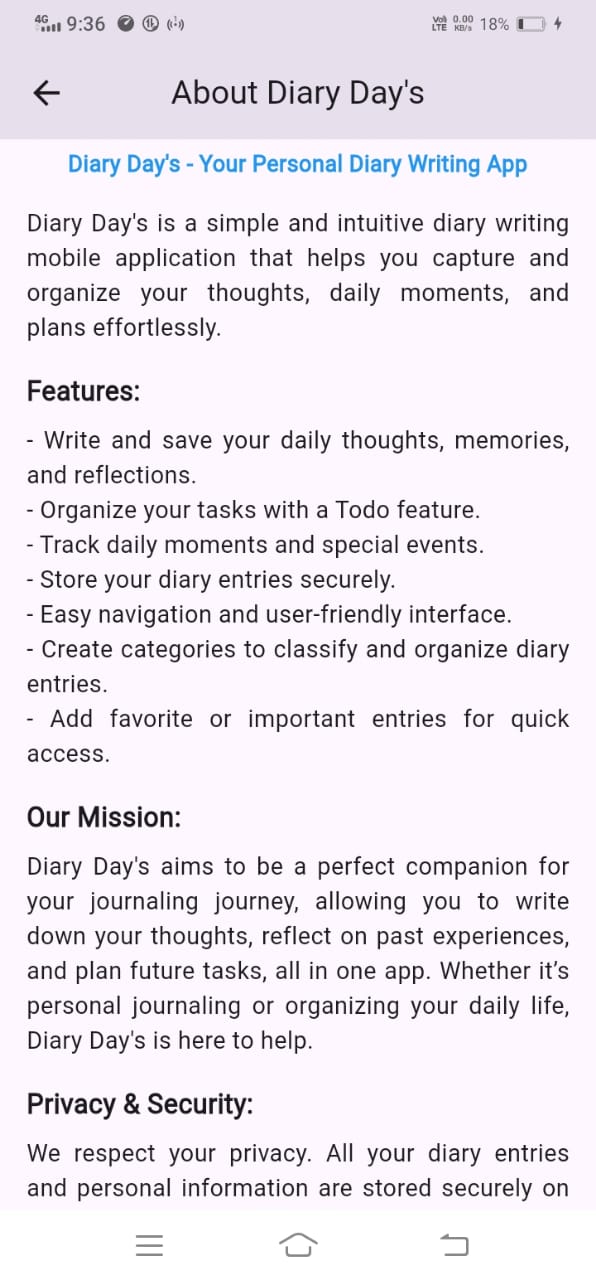 4G 9:36 Vo) 0.00 18%
LTE KB/s
About Diary Day's
Diary Day's - Your Personal Diary Writing App
Diary Day's is a simple and intuitive diary writing
mobile application that helps you capture and
organize your thoughts, daily moments, and
plans effortlessly.
Features:
- Write and save your daily thoughts, memories,
and reflections.
- Organize your tasks with a Todo feature.
- Track daily moments and special events.
- Store your diary entries securely.
- Easy navigation and user-friendly interface.
- Create categories to classify and organize diary
entries.
- Add favorite or important entries for quick
access.
Our Mission:
Diary Day's aims to be a perfect companion for
your journaling journey, allowing you to write
down your thoughts, reflect on past experiences,
and plan future tasks, all in one app. Whether it’s
personal journaling or organizing your daily life,
Diary Day's is here to help.
Privacy & Security:
We respect your privacy. All your diary entries
and personal information are stored securely on